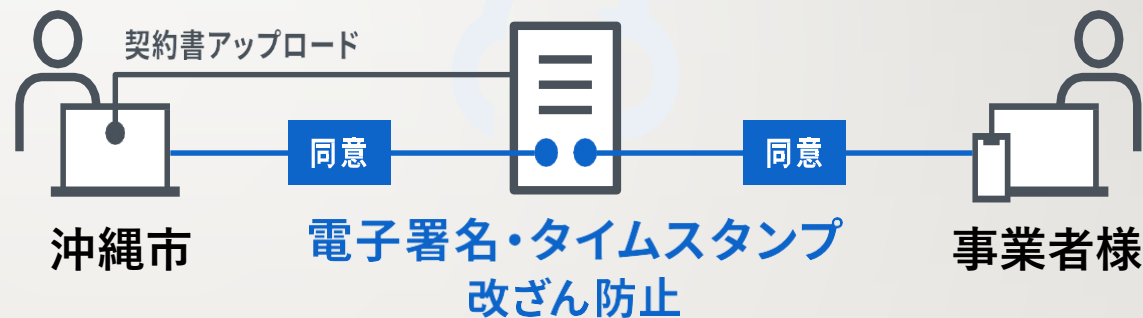 契約書アップロード
同意
同意
沖縄市
電子署名・タイムスタンプ
改ざん防止
事業者様